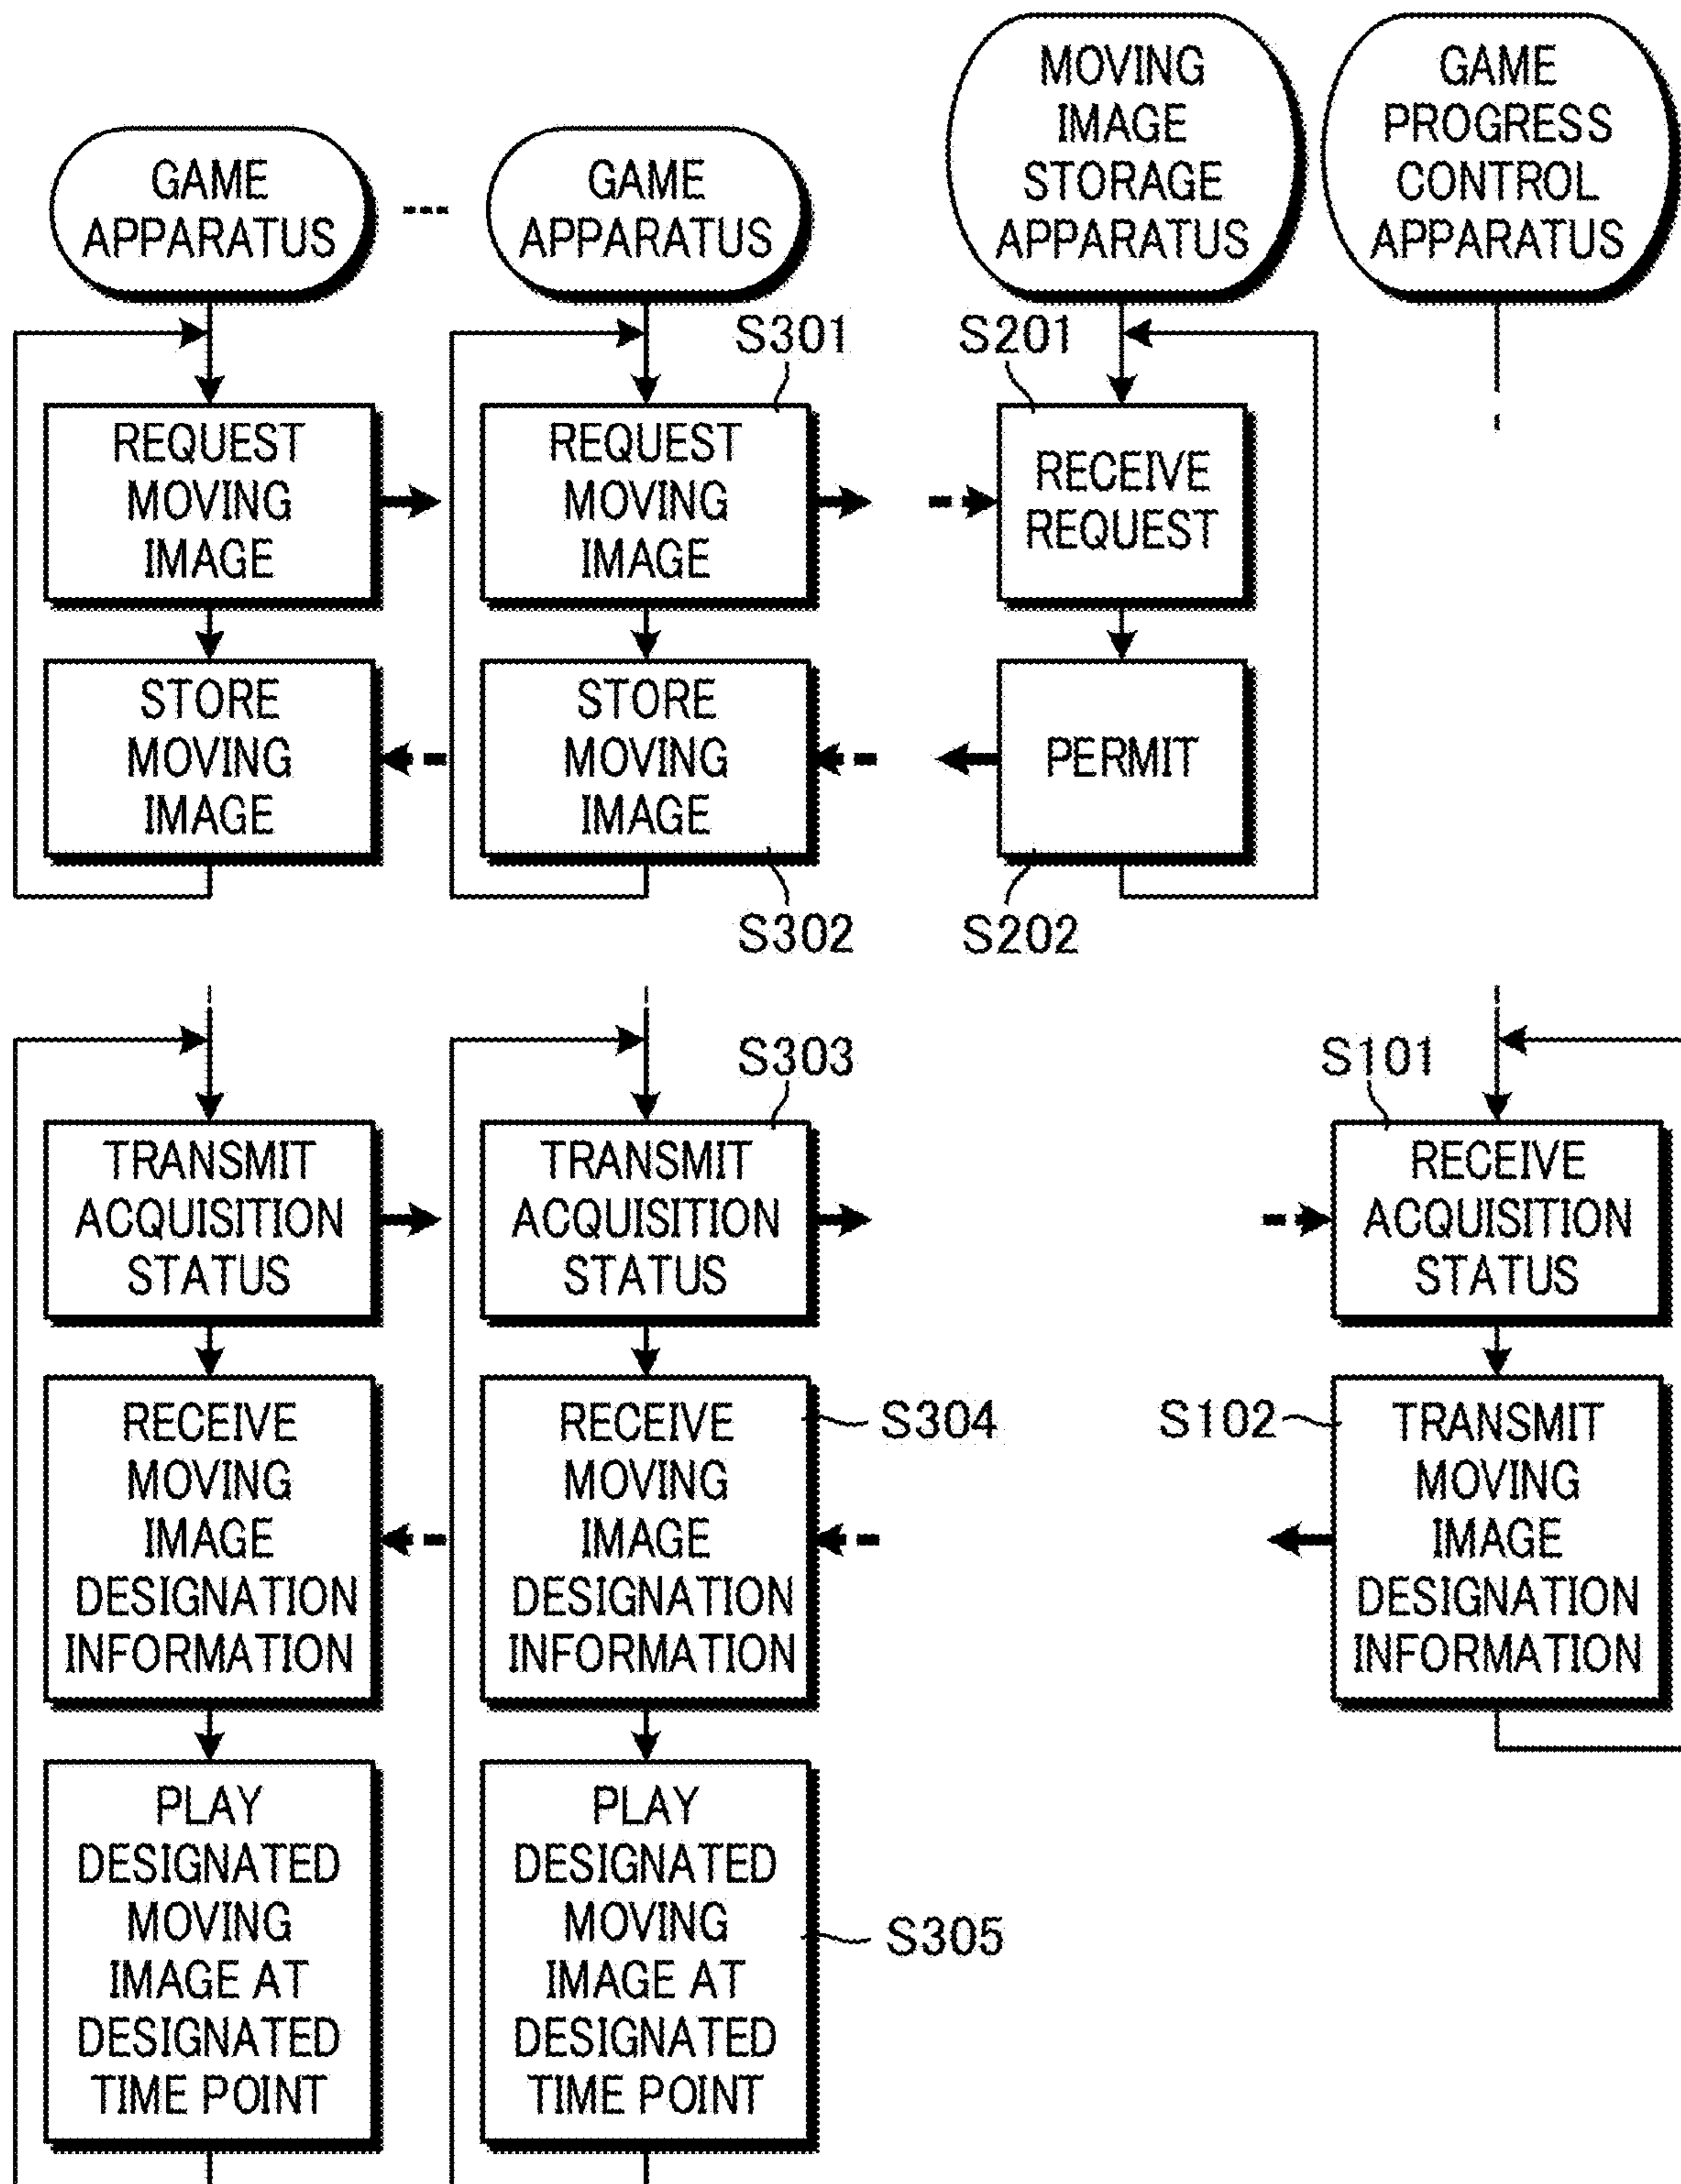 GAME
APPARATUS
---
GAME
APPARATUS
MOVING
IMAGE
STORAGE
APPARATUS
GAME
PROGRESS
CONTROL
APPARATUS
S301
S201
REQUEST
MOVING
IMAGE
REQUEST
MOVING
IMAGE
RECEIVE
REQUEST
STORE
MOVING
IMAGE
STORE
MOVING
IMAGE
PERMIT
S302
S202
S303
S101
TRANSMIT
ACQUISITION
STATUS
TRANSMIT
ACQUISITION
STATUS
RECEIVE
ACQUISITION
STATUS
RECEIVE
MOVING
IMAGE
DESIGNATION
INFORMATION
RECEIVE
MOVING
IMAGE
DESIGNATION
INFORMATION
S304
S102
TRANSMIT
MOVING
IMAGE
DESIGNATION
INFORMATION
PLAY
DESIGNATED
MOVING
IMAGE AT
DESIGNATED
TIME POINT
PLAY
DESIGNATED
MOVING
IMAGE AT
DESIGNATED
TIME POINT
S305